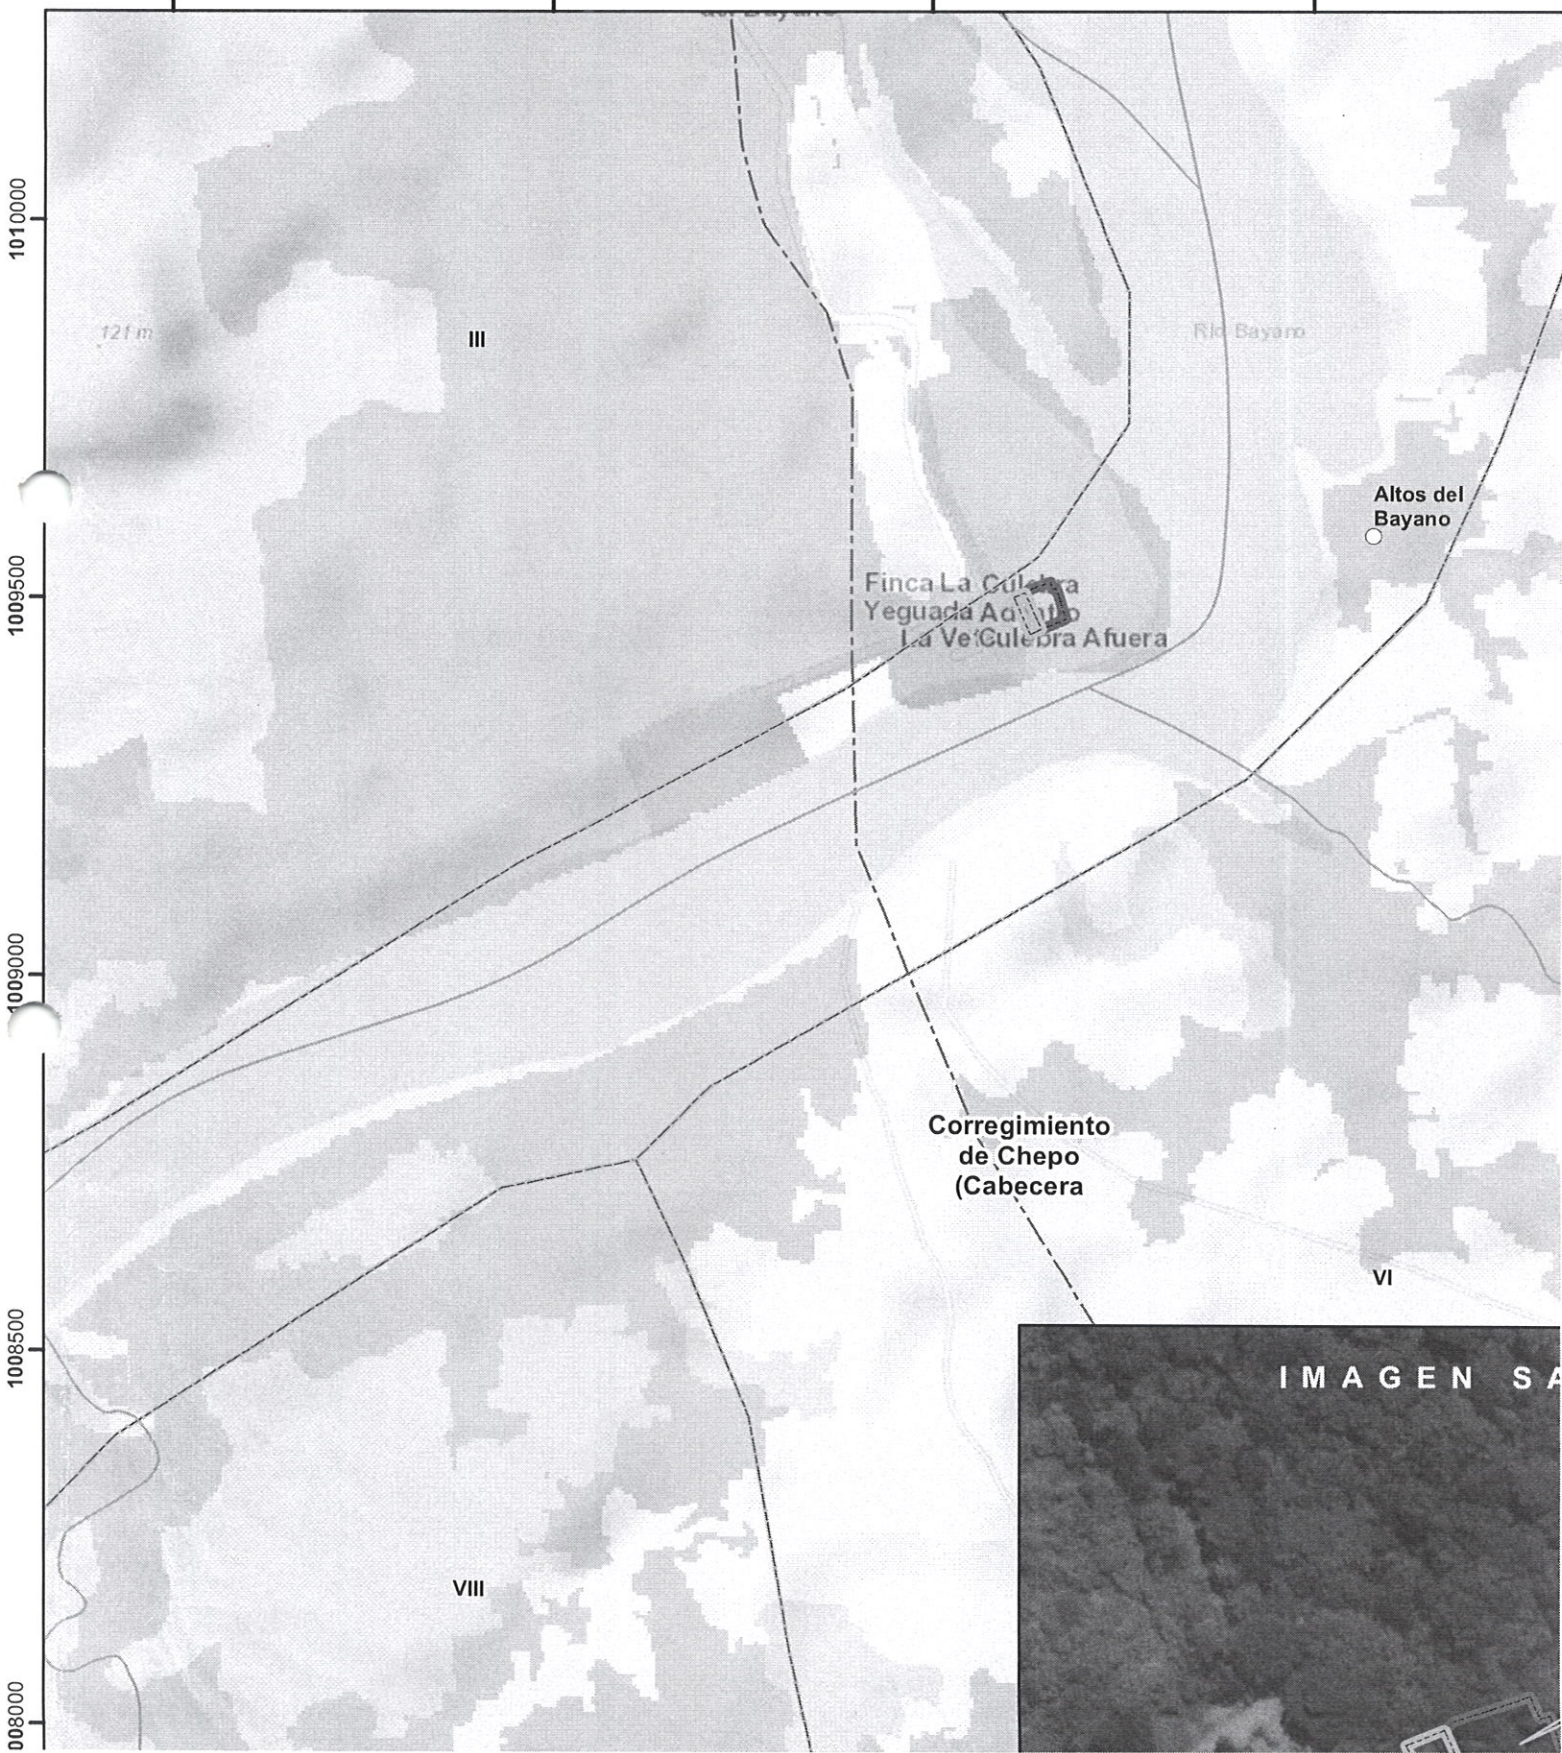 1010000
121 m
III
Río Bayano
Altos del
Bayano
1009500
Finca La Culebra
Yeguada
La
Culebra Afuera
1009000
Corregimiento
de Chepo
(Cabecera
VI
1008500
IMAGEN SA
VIII
008000